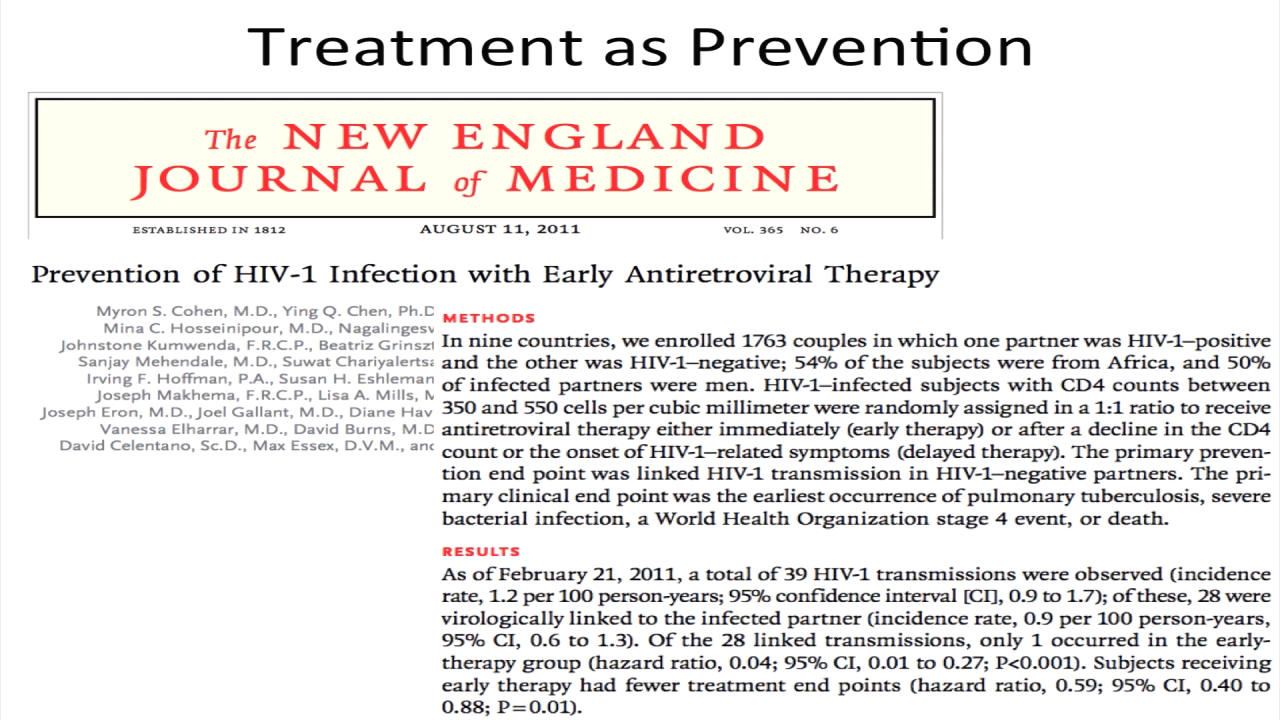 Treatment as Prevention
The NEW ENGLAND
JOURNAL of MEDICINE
ESTABLISHED IN 1812 AUGUST 11, 2011 VOL. 365 NO. 6
Prevention of HIV-1 Infection with Early Antiretroviral Therapy
Myron S. Cohen, M.D., Ying Q. Chen, Ph.D
Mina C. Hosseinipour, M.D., Nagalingesv
Johnstone Kumwenda, F.R.C.P., Beatriz Grinszt
Sanjay Mehendale, M.D., Suwat Chariyalertsa
Irving F. Hoffman, P.A., Susan H. Eshleman
Joseph Makhema, F.R.C.P., Lisa A. Mills, M
Joseph Eron, M.D., Joel Gallant, M.D., Diane Hav
Vanessa Elharrar, M.D., David Burns, M.D
David Celentano, Sc.D., Max Essex, D.V.M., and
METHODS
In nine countries, we enrolled 1763 couples in which one partner was HIV-1–positive
and the other was HIV-1–negative; 54% of the subjects were from Africa, and 50%
of infected partners were men. HIV-1–infected subjects with CD4 counts between
350 and 550 cells per cubic millimeter were randomly assigned in a 1:1 ratio to receive
antiretroviral therapy either immediately (early therapy) or after a decline in the CD4
count or the onset of HIV-1–related symptoms (delayed therapy). The primary preven-
tion end point was linked HIV-1 transmission in HIV-1–negative partners. The pri-
mary clinical end point was the earliest occurrence of pulmonary tuberculosis, severe
bacterial infection, a World Health Organization stage 4 event, or death.
RESULTS
As of February 21, 2011, a total of 39 HIV-1 transmissions were observed (incidence
rate, 1.2 per 100 person-years; 95% confidence interval [CI], 0.9 to 1.7); of these, 28 were
virologically linked to the infected partner (incidence rate, 0.9 per 100 person-years,
95% CI, 0.6 to 1.3). Of the 28 linked transmissions, only 1 occurred in the early-
therapy group (hazard ratio, 0.04; 95% CI, 0.01 to 0.27; P<0.001). Subjects receiving
early therapy had fewer treatment end points (hazard ratio, 0.59; 95% CI, 0.40 to
0.88; P=0.01).